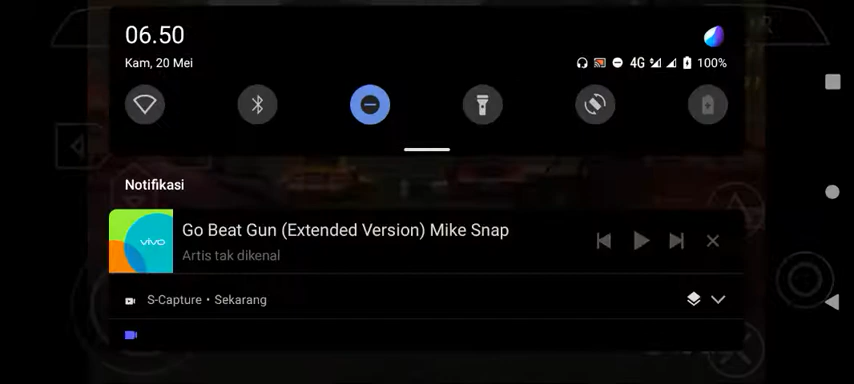 06.50
Kam, 20 Mei
4G
100%
Notifikasi
vivo
Go Beat Gun (Extended Version) Mike Snap
Artis tak dikenal
S-Capture • Sekarang